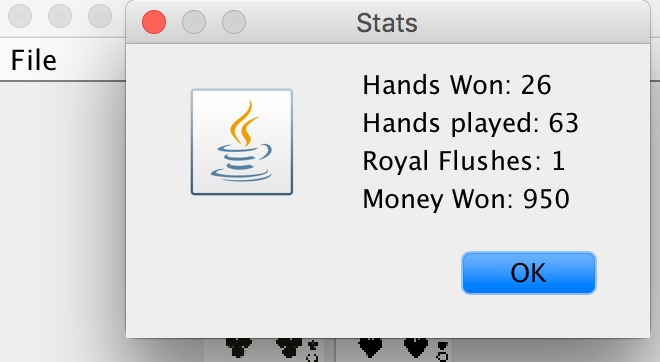 Stats
File
Hands Won: 26
Hands played: 63
Royal Flushes: 1
Money Won: 950
OK